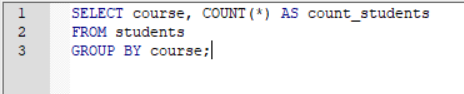 1 SELECT course, COUNT(*) AS count_students
2 FROM students
3 GROUP BY course;